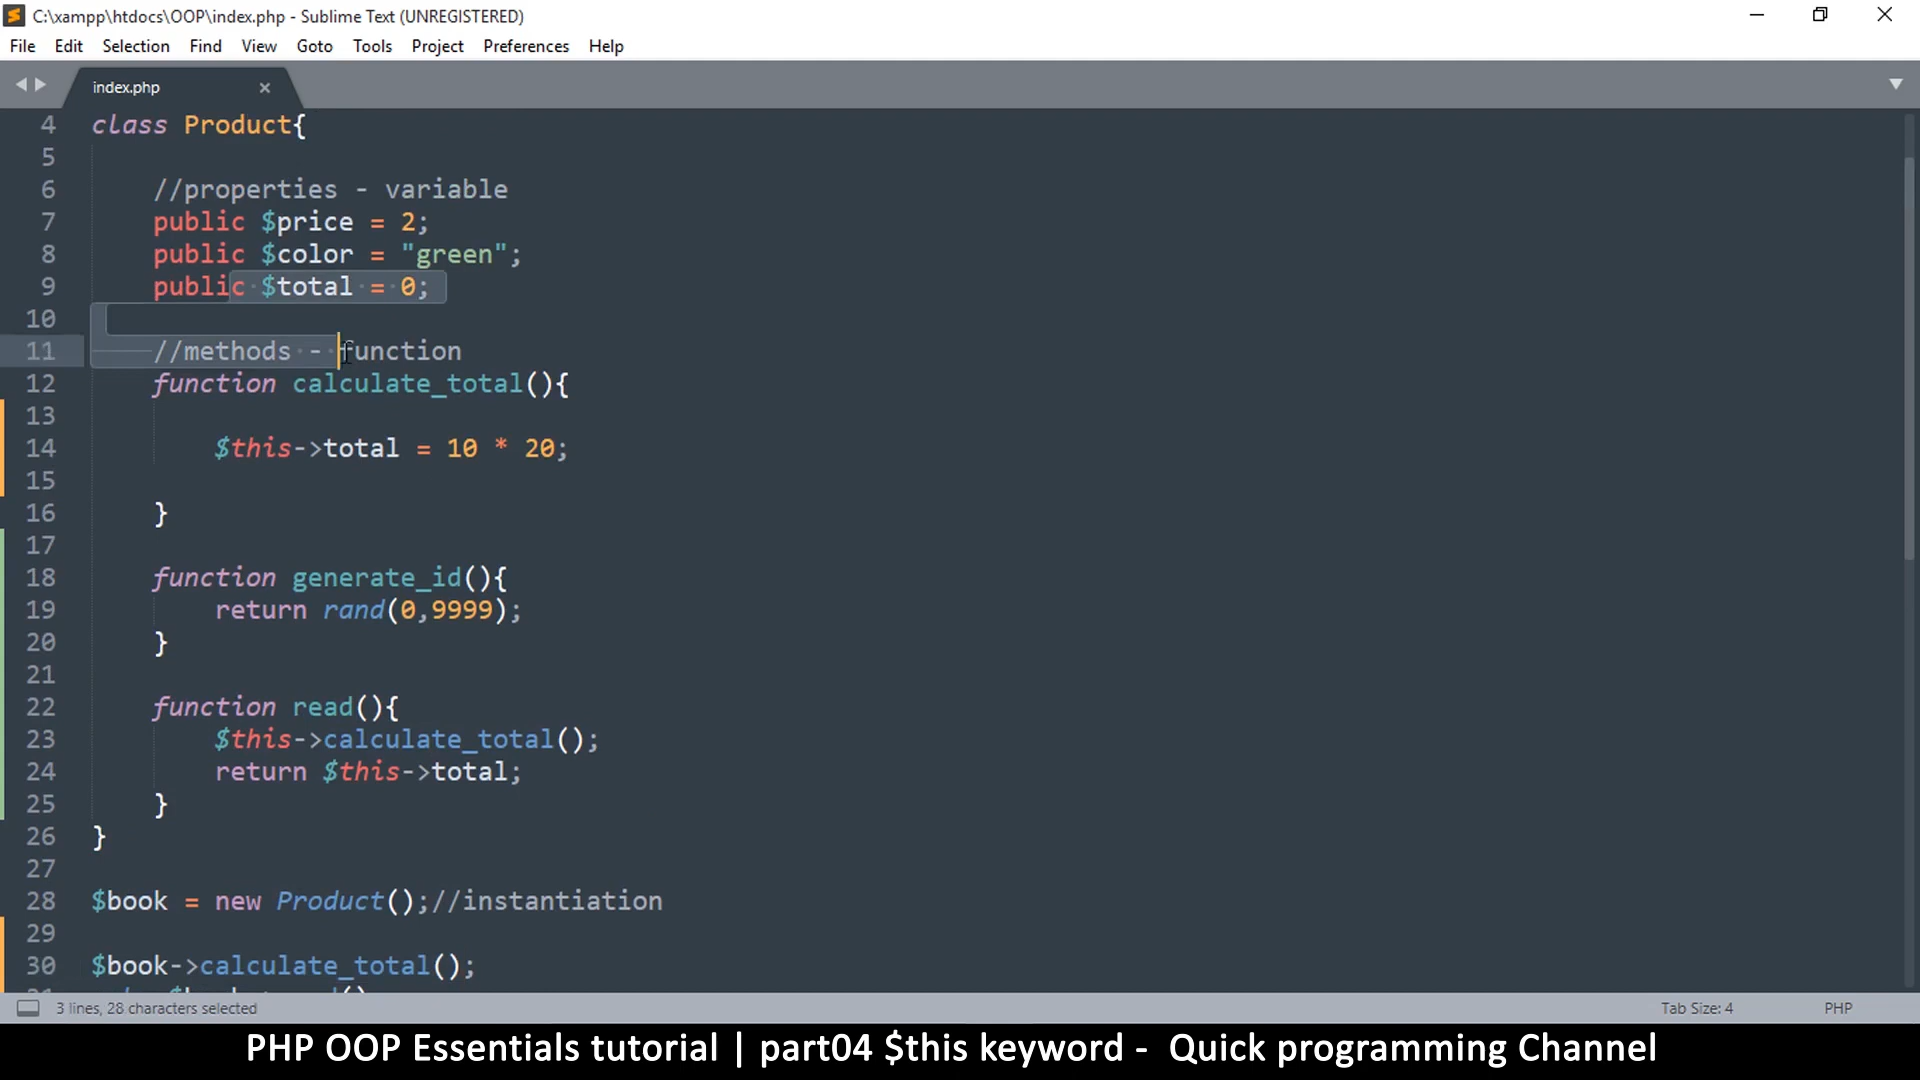 C:\xampp\htdocs\OOP\index.php - Sublime Text (UNREGISTERED)
File Edit Selection Find View Goto Tools Project Preferences Help
index.php
4 class Product{
5
6 //properties - variable
7 public $price = 2;
8 public $color = "green";
9 public $total = 0;
10
11 //methods - function
12 function calculate_total(){
13
14 $this->total = 10 * 20;
15
16 }
17
18 function generate_id(){
19 return rand(0,9999);
20 }
21
22 function read(){
23 $this->calculate_total();
24 return $this->total;
25 }
26 }
27
28 $book = new Product();//instantiation
29
30 $book->calculate_total();
3 lines, 28 characters selected Tab Size: 4 PHP
PHP OOP Essentials tutorial | part04 $this keyword - Quick programming Channel